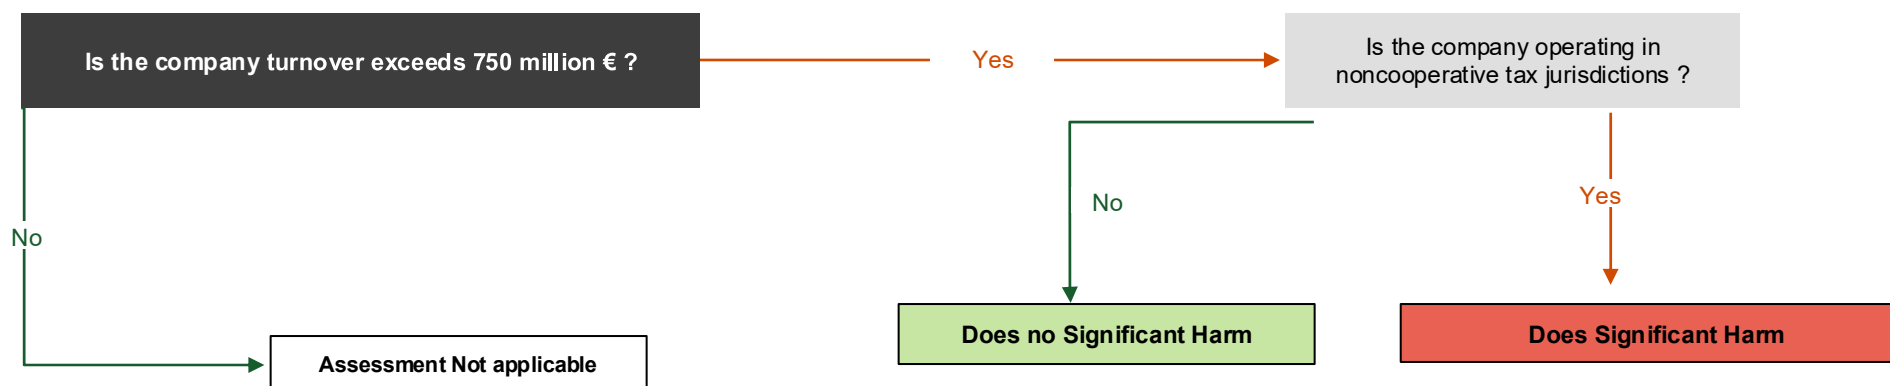 Is the company turnover exceeds 750 million € ?
Yes
Is the company operating in
noncooperative tax jurisdictions ?
No
Yes
No
Does no Significant Harm
Does Significant Harm
Assessment Not applicable